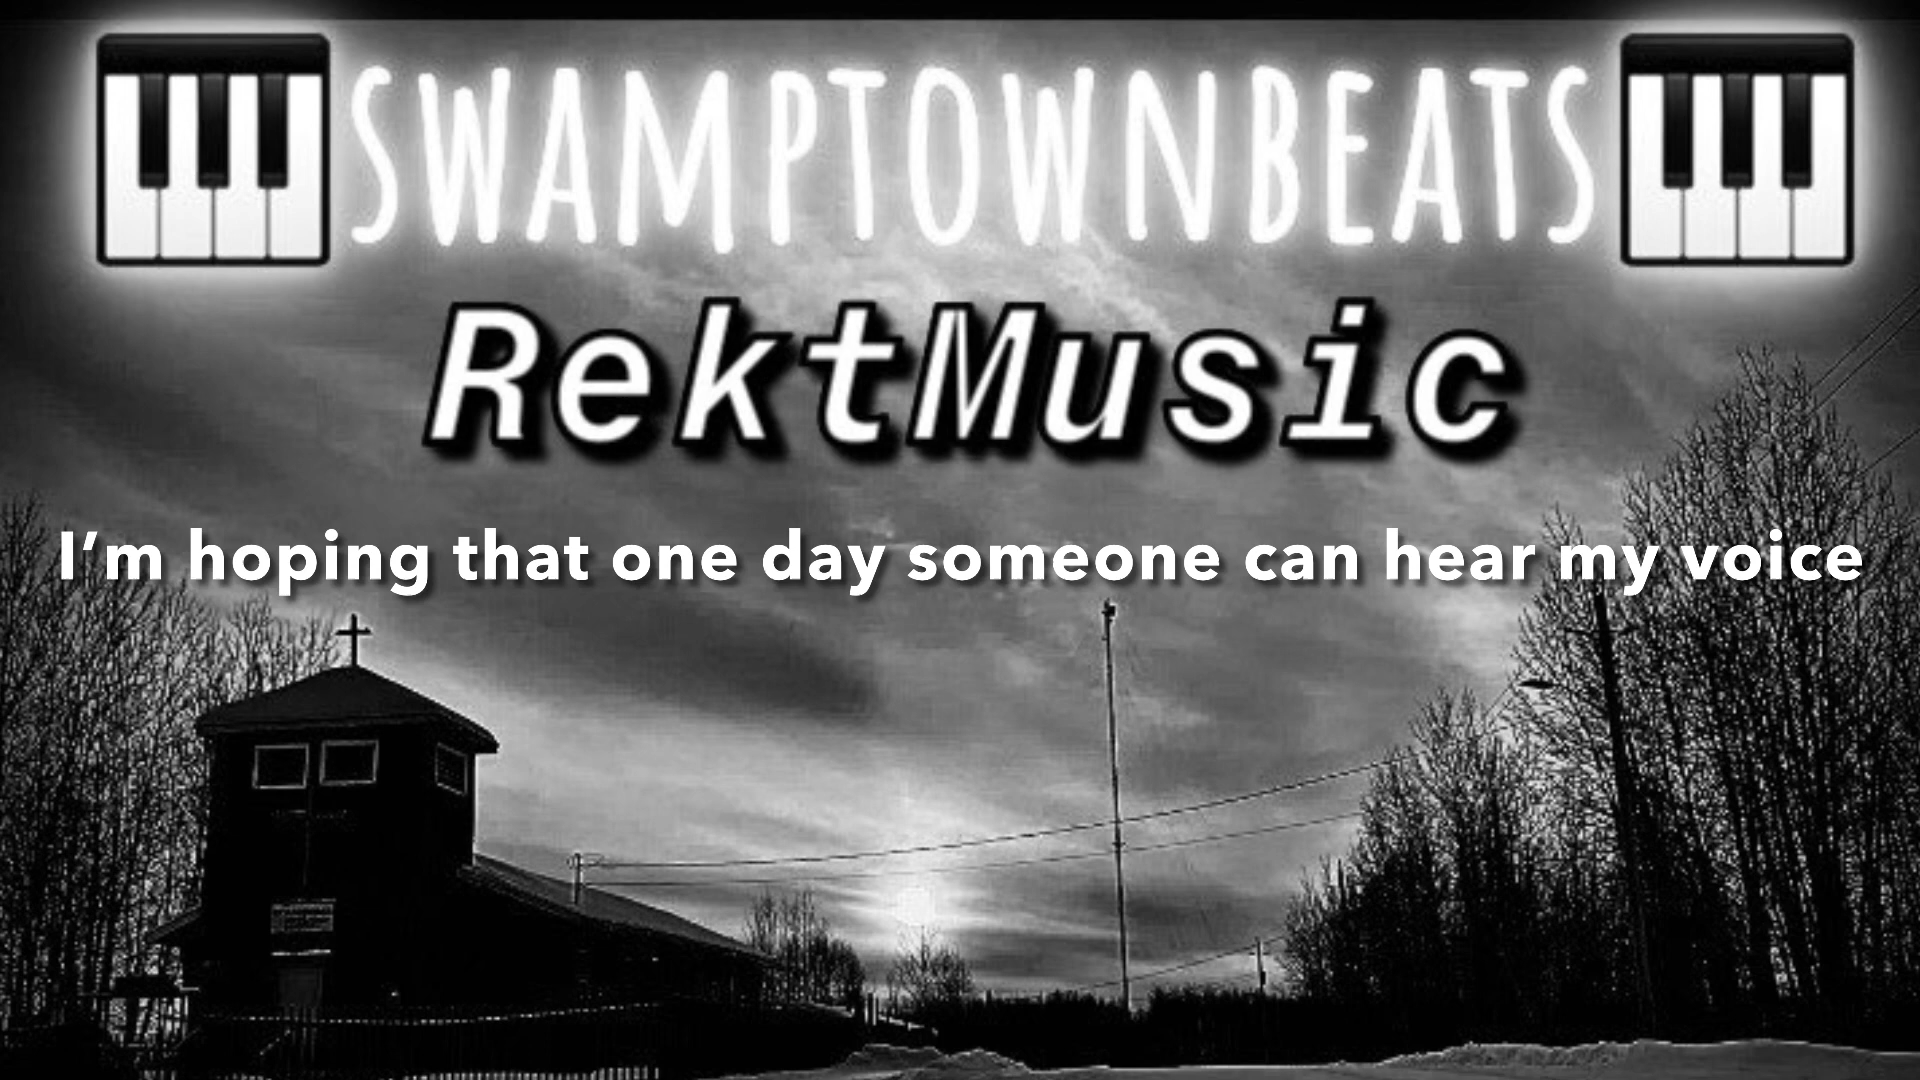 SWAMPTOWNBEATS
RektMusic
I’m hoping that one day someone can hear my voice